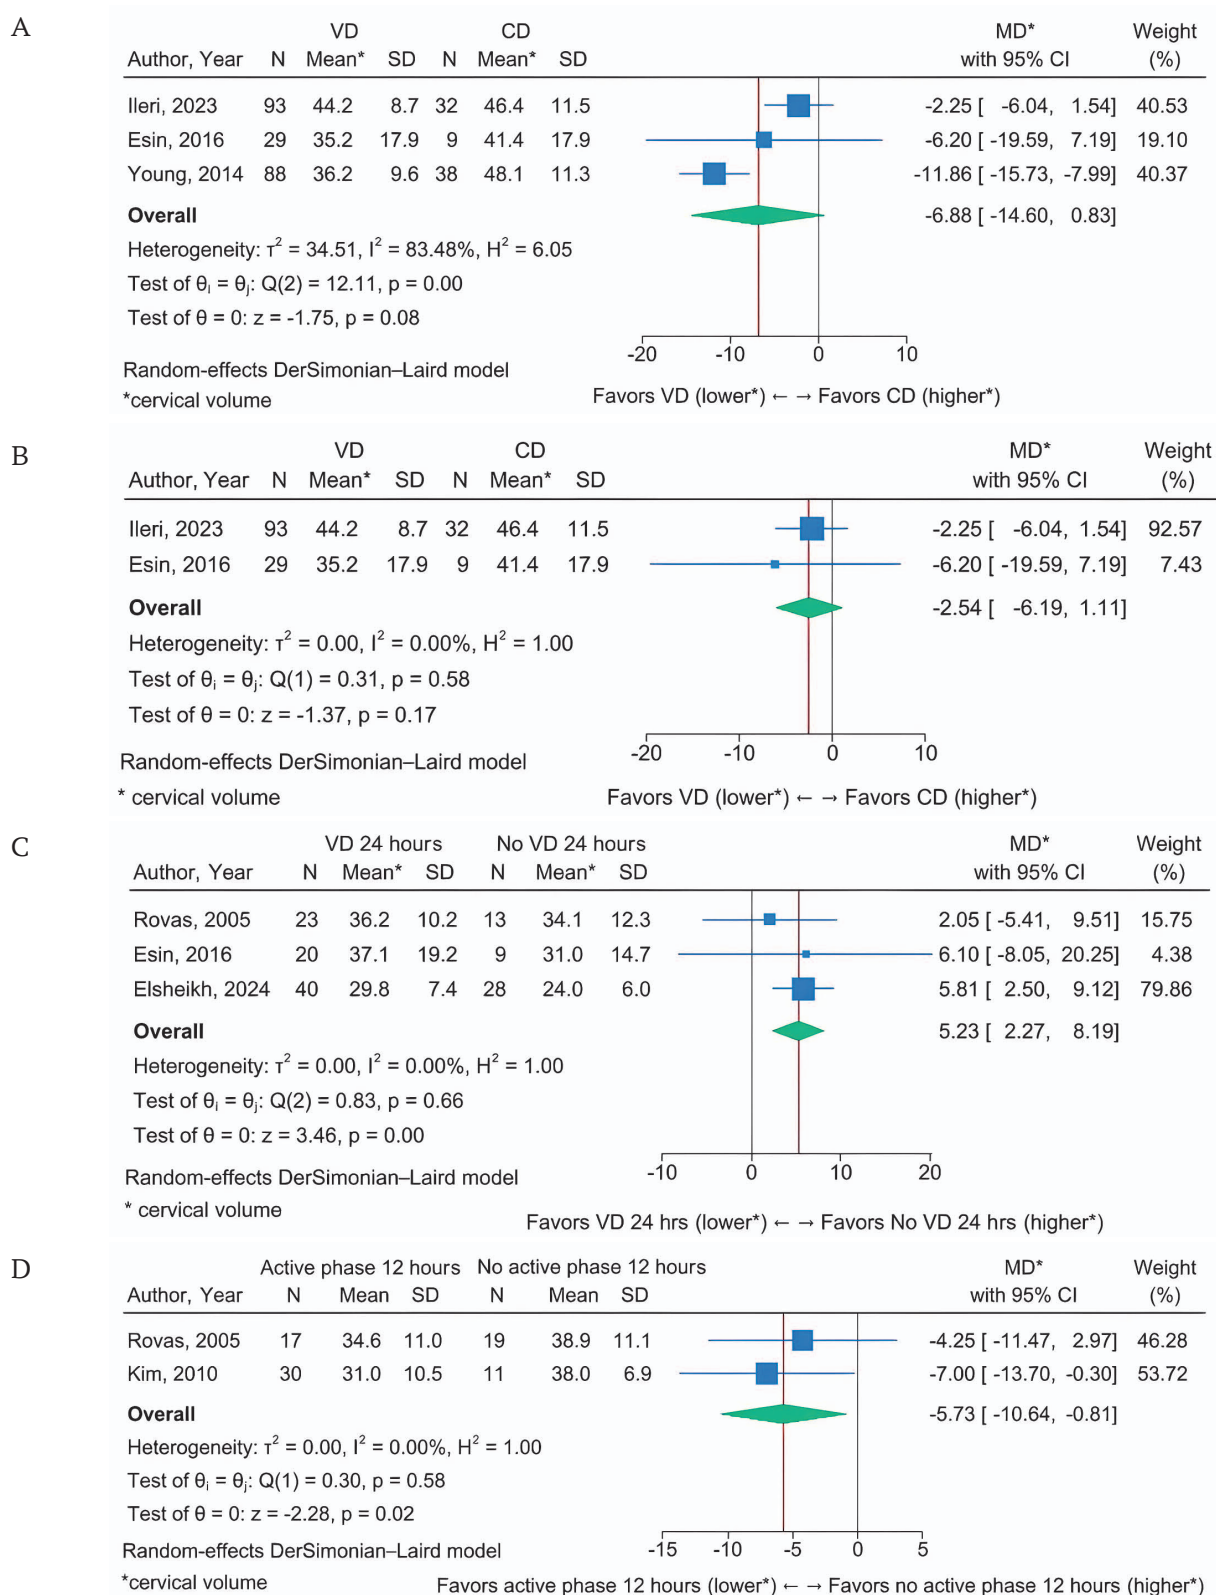 A
VD CD MD* Weight
Author, Year N Mean* SD N Mean* SD with 95% CI (%)
Ileri, 2023 93 44.2 8.7 32 46.4 11.5 -2.25 [ -6.04, 1.54] 40.53
Esin, 2016 29 35.2 17.9 9 41.4 17.9 -6.20 [ -19.59, 7.19] 19.10
Young, 2014 88 36.2 9.6 38 48.1 11.3 -11.86 [ -15.73, -7.99] 40.37
Overall -6.88 [ -14.60, 0.83]
Heterogeneity: τ² = 34.51, I² = 83.48%, H² = 6.05
Test of θᵢ = θⱼ: Q(2) = 12.11, p = 0.00
Test of θ = 0: z = -1.75, p = 0.08
-20 -10 0 10
Random-effects DerSimonian–Laird model
*cervical volume Favors VD (lower*) ← → Favors CD (higher*)
B
VD CD MD* Weight
Author, Year N Mean* SD N Mean* SD with 95% CI (%)
Ileri, 2023 93 44.2 8.7 32 46.4 11.5 -2.25 [ -6.04, 1.54] 92.57
Esin, 2016 29 35.2 17.9 9 41.4 17.9 -6.20 [ -19.59, 7.19] 7.43
Overall -2.54 [ -6.19, 1.11]
Heterogeneity: τ² = 0.00, I² = 0.00%, H² = 1.00
Test of θᵢ = θⱼ: Q(1) = 0.31, p = 0.58
Test of θ = 0: z = -1.37, p = 0.17
-20 -10 0 10
Random-effects DerSimonian–Laird model
* cervical volume Favors VD (lower*) ← → Favors CD (higher*)
C
VD 24 hours No VD 24 hours MD* Weight
Author, Year N Mean* SD N Mean* SD with 95% CI (%)
Rovas, 2005 23 36.2 10.2 13 34.1 12.3 2.05 [ -5.41, 9.51] 15.75
Esin, 2016 20 37.1 19.2 9 31.0 14.7 6.10 [ -8.05, 20.25] 4.38
Elsheikh, 2024 40 29.8 7.4 28 24.0 6.0 5.81 [ 2.50, 9.12] 79.86
Overall 5.23 [ 2.27, 8.19]
Heterogeneity: τ² = 0.00, I² = 0.00%, H² = 1.00
Test of θᵢ = θⱼ: Q(2) = 0.83, p = 0.66
Test of θ = 0: z = 3.46, p = 0.00
-10 0 10 20
Random-effects DerSimonian–Laird model
* cervical volume
Favors VD 24 hrs (lower*) ← → Favors No VD 24 hrs (higher*)
D
Active phase 12 hours No active phase 12 hours MD* Weight
Author, Year N Mean SD N Mean SD with 95% CI (%)
Rovas, 2005 17 34.6 11.0 19 38.9 11.1 -4.25 [ -11.47, 2.97] 46.28
Kim, 2010 30 31.0 10.5 11 38.0 6.9 -7.00 [ -13.70, -0.30] 53.72
Overall -5.73 [ -10.64, -0.81]
Heterogeneity: τ² = 0.00, I² = 0.00%, H² = 1.00
Test of θᵢ = θⱼ: Q(1) = 0.30, p = 0.58
Test of θ = 0: z = -2.28, p = 0.02
-15 -10 -5 0 5
Random-effects DerSimonian–Laird model
*cervical volume Favors active phase 12 hours (lower*) ← → Favors no active phase 12 hours (higher*)